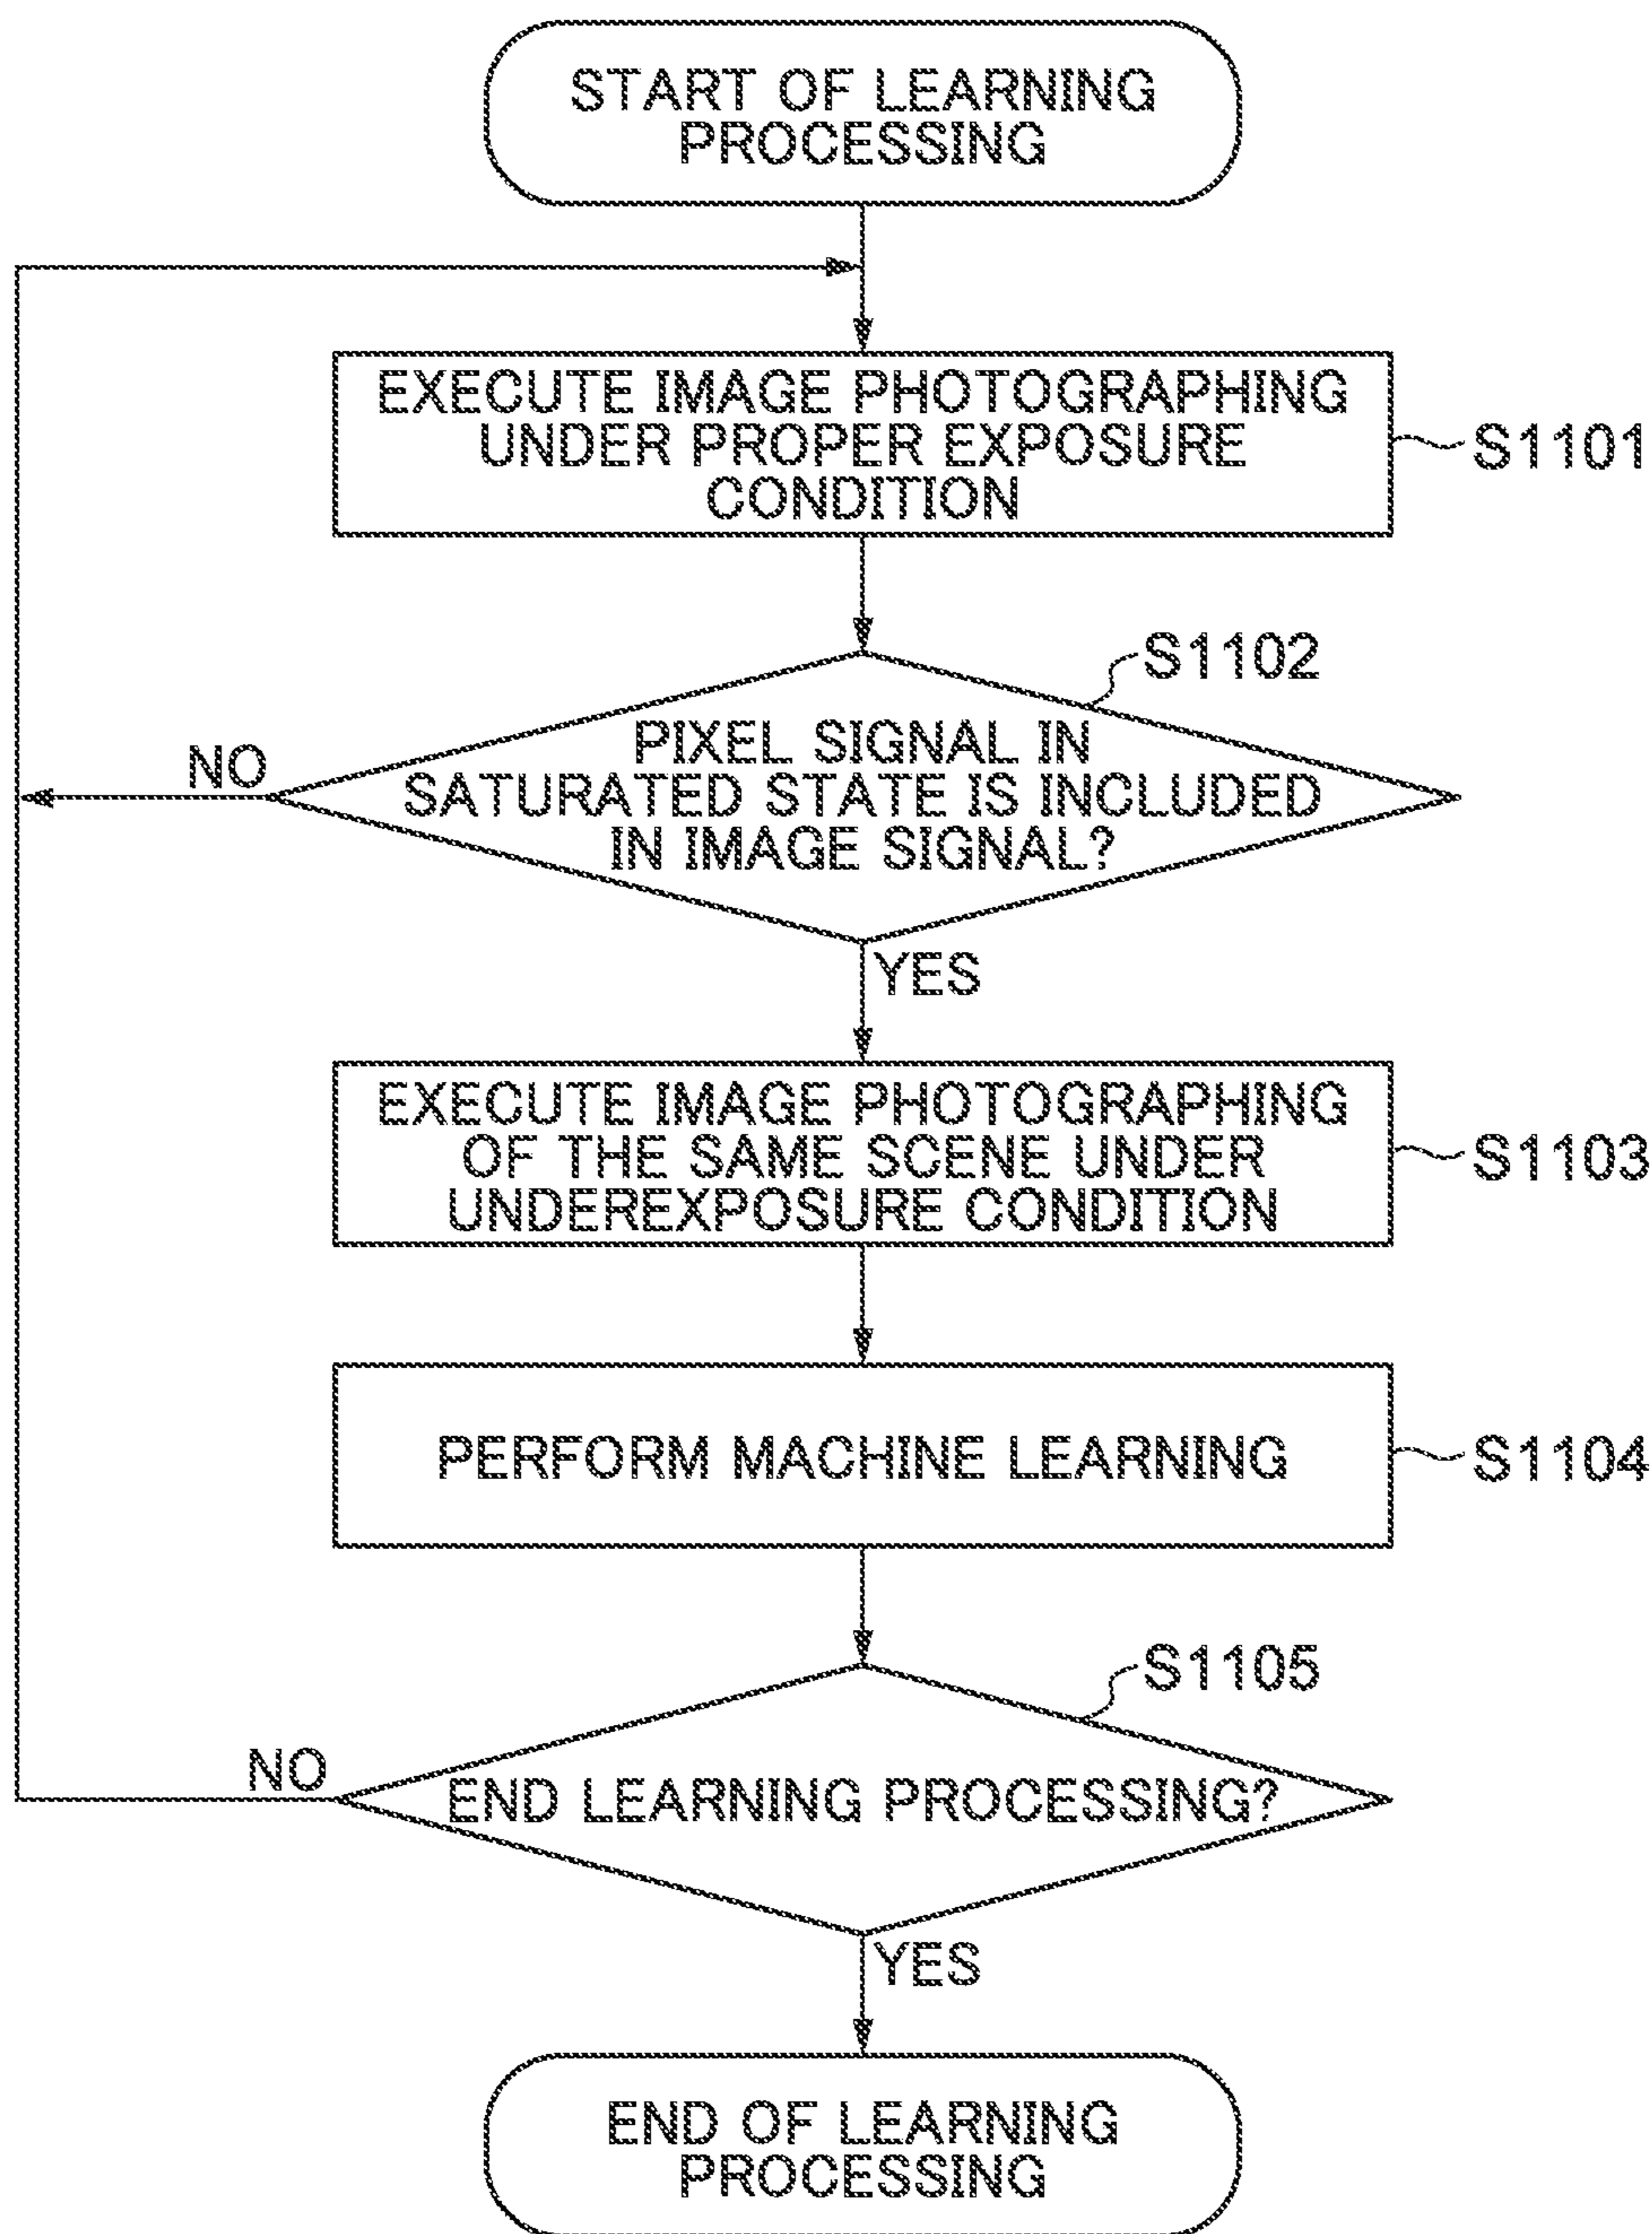 START OF LEARNING
PROCESSING
EXECUTE IMAGE PHOTOGRAPHING
UNDER PROPER EXPOSURE
CONDITION
S1101
S1102
PIXEL SIGNAL IN
SATURATED STATE IS INCLUDED
IN IMAGE SIGNAL?
NO
YES
EXECUTE IMAGE PHOTOGRAPHING
OF THE SAME SCENE UNDER
UNDEREXPOSURE CONDITION
S1103
PERFORM MACHINE LEARNING
S1104
S1105
NO
END LEARNING PROCESSING?
YES
END OF LEARNING
PROCESSING